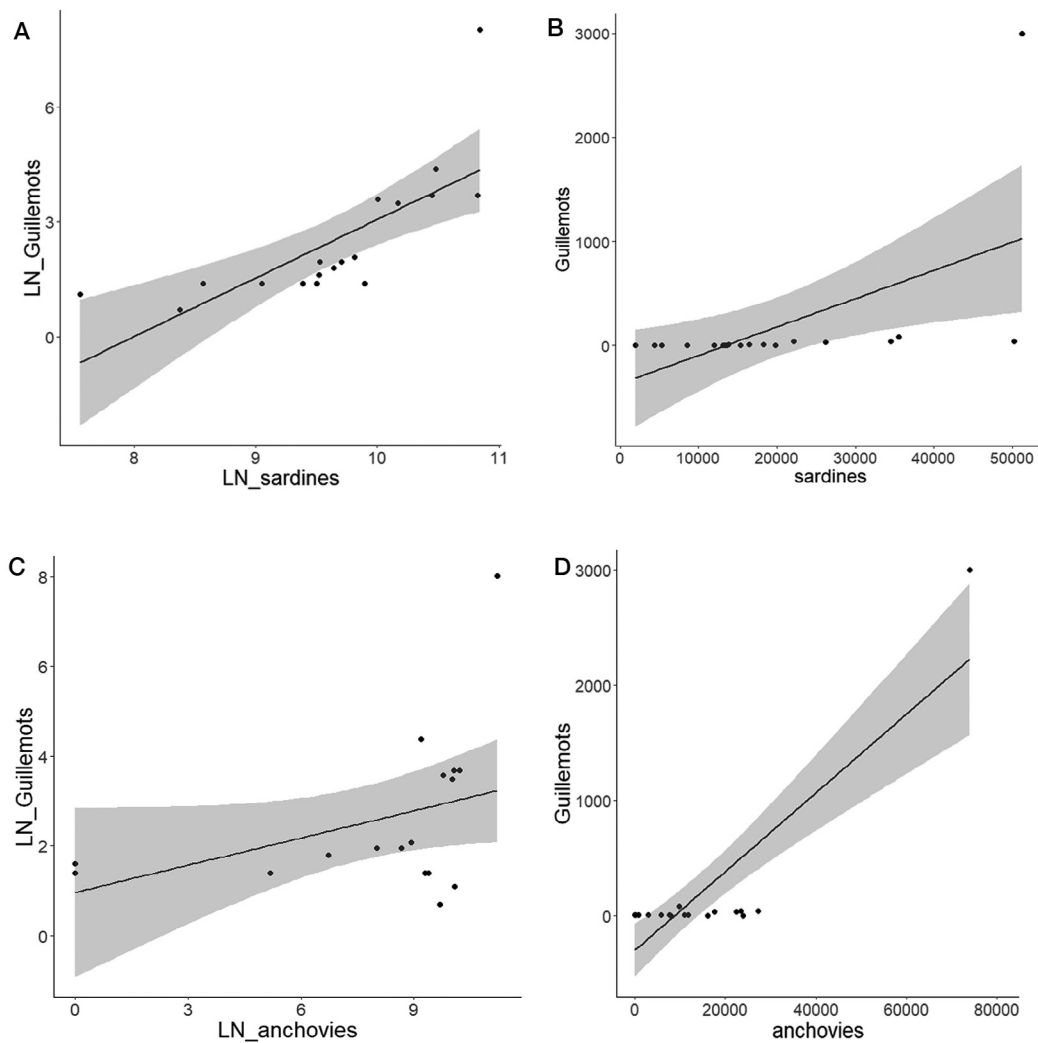 A
LN_Guillemots
6
3
0
8
9
10
11
LN_sardines
B
Guillemots
3000
2000
1000
0
0
10000
20000
30000
40000
50000
sardines
C
LN_Guillemots
8
6
4
2
0
0
3
6
9
LN_anchovies
D
Guillemots
3000
2000
1000
0
0
20000
40000
60000
80000
anchovies